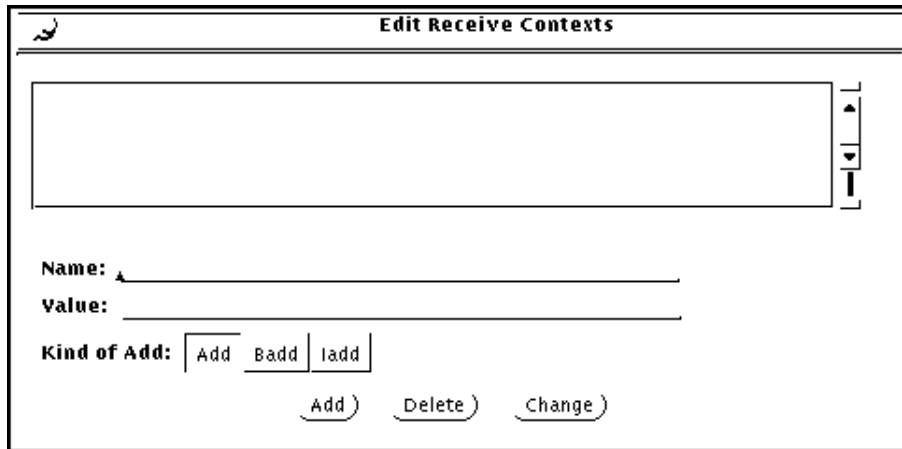 Edit Receive Contexts
Name:
Value:
Kind of Add: Add Badd Iadd
Add Delete Change